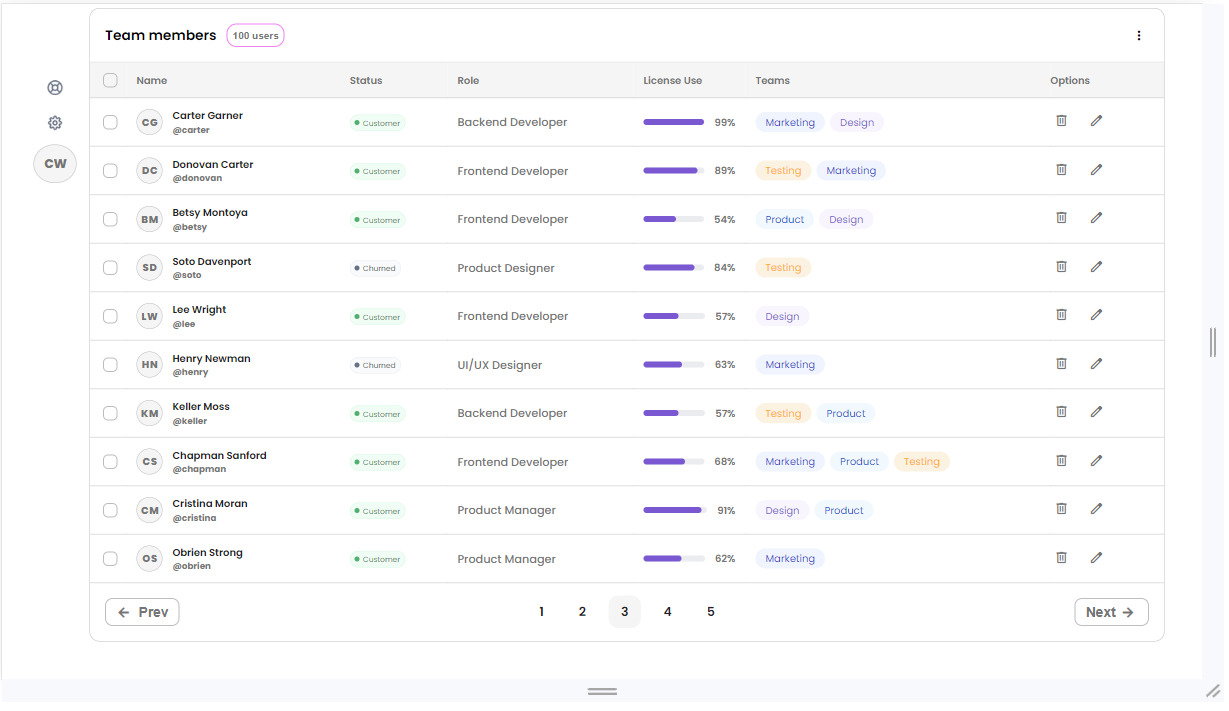 Team members 100 users
Name Status Role License Use Teams Options
CG Carter Garner Customer Backend Developer 99% Marketing Design
@carter
DC Donovan Carter Customer Frontend Developer 89% Testing Marketing
@donovan
CW
BM Betsy Montoya Customer Frontend Developer 54% Product Design
@betsy
SD Soto Davenport Churned Product Designer 84% Testing
@soto
LW Lee Wright Customer Frontend Developer 57% Design
@lee
HN Henry Newman Churned UI/UX Designer 63% Marketing
@henry
KM Keller Moss Customer Backend Developer 57% Testing Product
@keller
CS Chapman Sanford Customer Frontend Developer 68% Marketing Product Testing
@chapman
CM Cristina Moran Customer Product Manager 91% Design Product
@cristina
OS Obrien Strong Customer Product Manager 62% Marketing
@obrien
Prev 1 2 3 4 5 Next